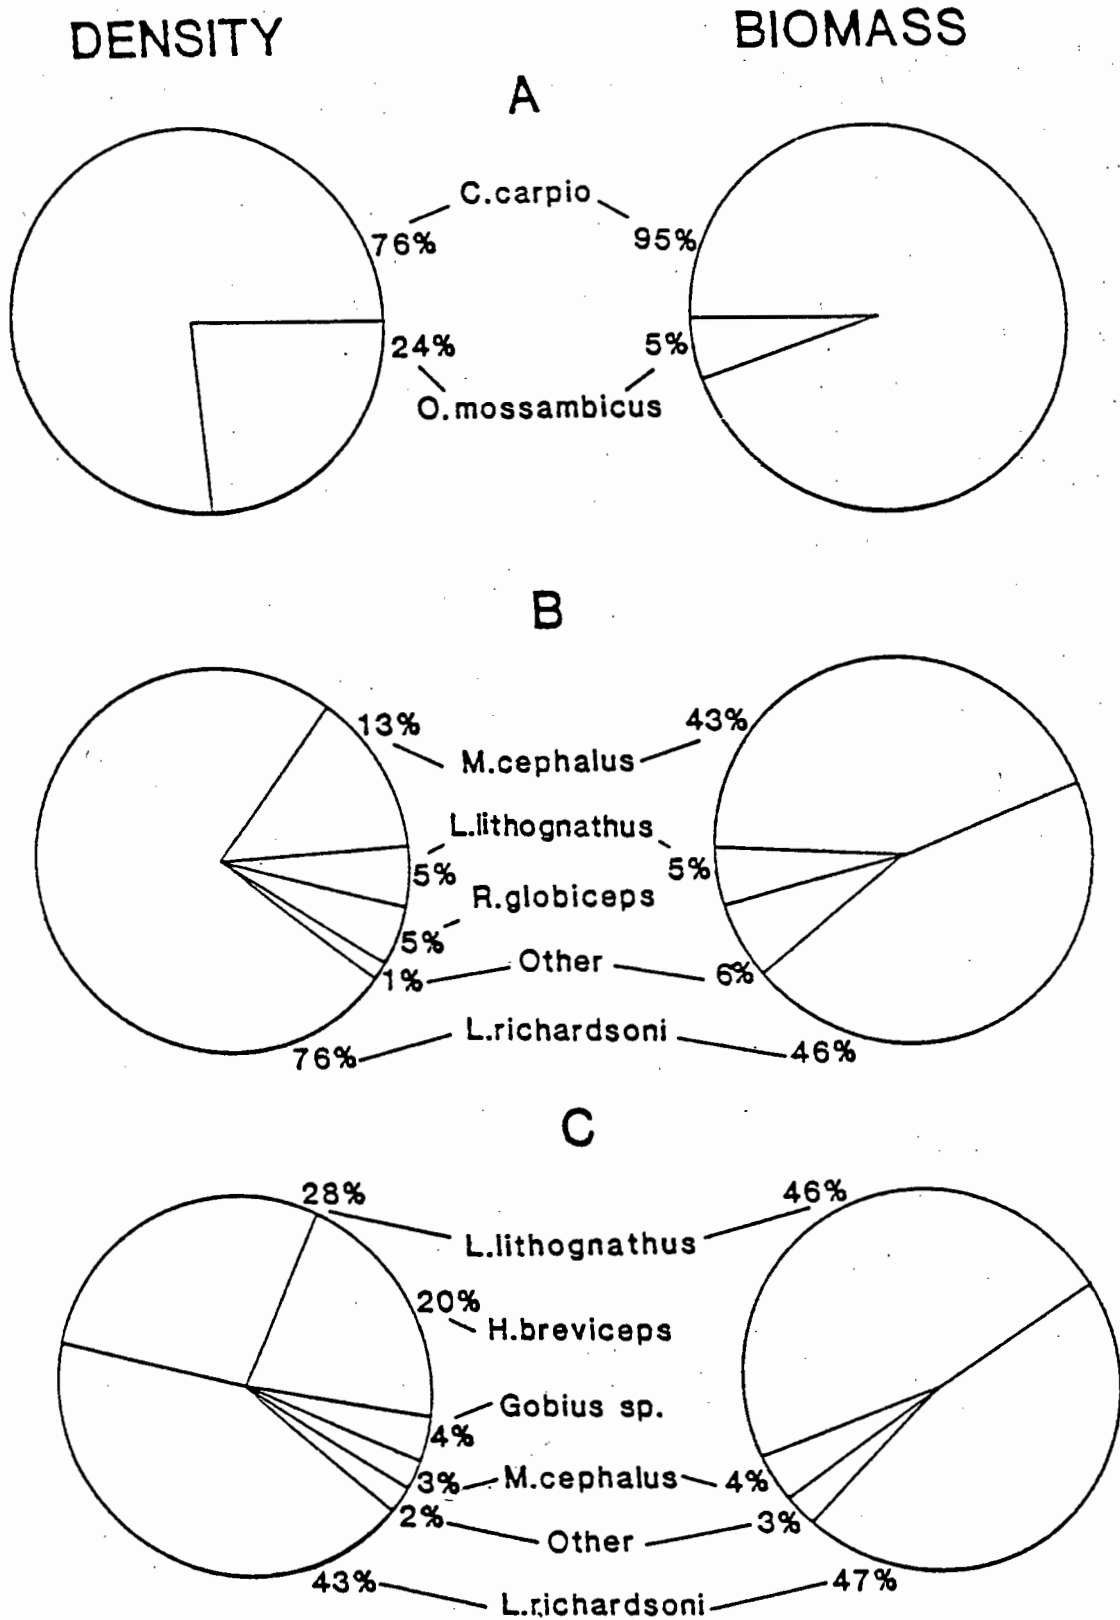 DENSITY
BIOMASS
A
C.carpio
76%
95%
24%
5%
O.mossambicus
B
13%
43%
M.cephalus
L.lithognathus
5%
5%
R.globiceps
5%
Other
1%
6%
L.richardsoni
76%
46%
C
28%
46%
L.lithognathus
20%
H.breviceps
Gobius sp.
4%
M.cephalus
3%
4%
2%
3%
Other
43%
47%
L.richardsoni